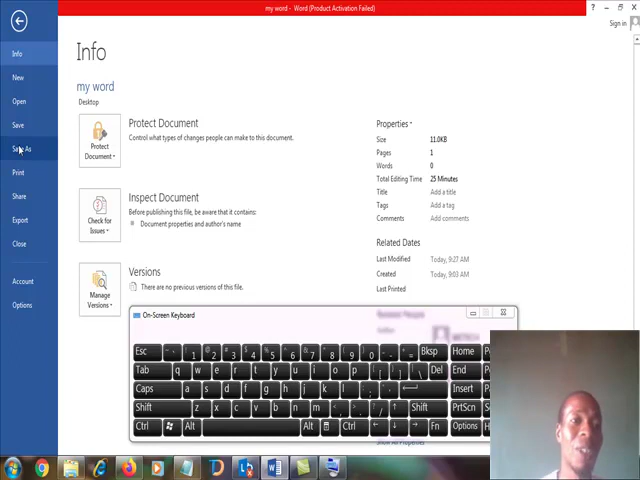 my word - Word (Product Activation Failed)
Sign in
Info
New
Open
Save
Save As
Print
Share
Export
Close
Account
Options
Info
my word
Desktop
Protect Document
Protect Document
Control what types of changes people can make to this document.
Check for Issues
Inspect Document
Before publishing this file, be aware that it contains:
Document properties and author's name
Manage Versions
Versions
There are no previous versions of this file.
Properties
Size 11.0KB
Pages 1
Words 0
Total Editing Time 25 Minutes
Title Add a title
Tags Add a tag
Comments Add comments
Related Dates
Last Modified Today, 9:27 AM
Created Today, 9:03 AM
Last Printed
On-Screen Keyboard
Esc ~ ` ! 1 @ 2 # 3 $ 4 % 5 ^ 6 & 7 * 8 ( 9 ) 0 _ - + = Bksp Home
Tab q w e r t y u i o p { [ } ] | \ Del End
Caps a s d f g h j k l : ; " ' Insert
Shift z x c v b n m < , > . ? / Shift PrtScn
Ctrl Alt Alt Ctrl Fn Options